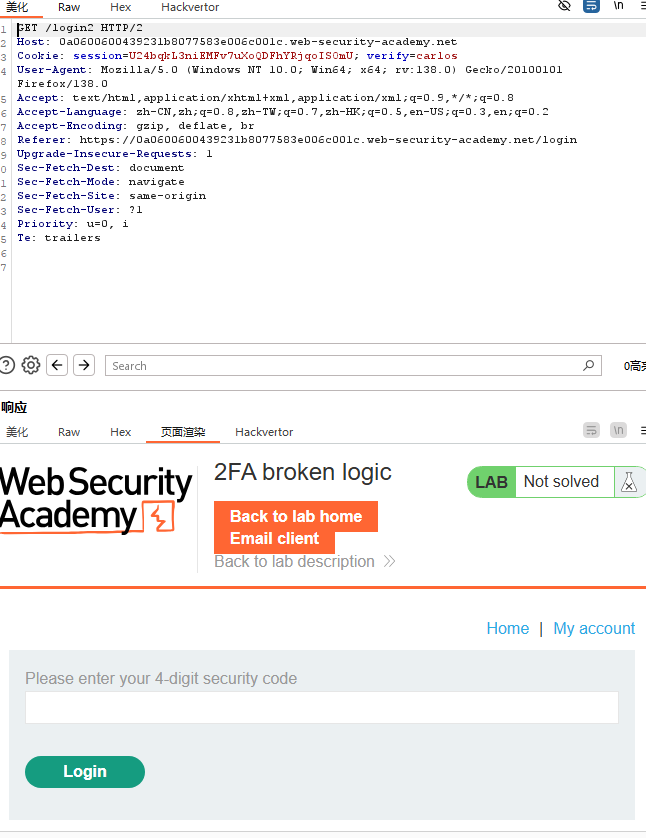 美化 Raw Hex Hackvertor \n
1 GET /login2 HTTP/2
2 Host: 0a0600600439231b8077583e006c001c.web-security-academy.net
3 Cookie: session=U24bqkL3niEMFv7uXoQDFhYRjqoIS0mU; verify=carlos
4 User-Agent: Mozilla/5.0 (Windows NT 10.0; Win64; x64; rv:138.0) Gecko/20100101
Firefox/138.0
5 Accept: text/html,application/xhtml+xml,application/xml;q=0.9,*/*;q=0.8
6 Accept-Language: zh-CN,zh;q=0.8,zh-TW;q=0.7,zh-HK;q=0.5,en-US;q=0.3,en;q=0.2
7 Accept-Encoding: gzip, deflate, br
8 Referer: https://0a0600600439231b8077583e006c001c.web-security-academy.net/login
9 Upgrade-Insecure-Requests: 1
0 Sec-Fetch-Dest: document
1 Sec-Fetch-Mode: navigate
2 Sec-Fetch-Site: same-origin
3 Sec-Fetch-User: ?1
4 Priority: u=0, i
5 Te: trailers
6
7
Search 0高
响应
美化 Raw Hex 页面渲染 Hackvertor \n
Web Security
Academy
2FA broken logic
LAB Not solved
Back to lab home
Email client
Back to lab description
Home | My account
Please enter your 4-digit security code
Login